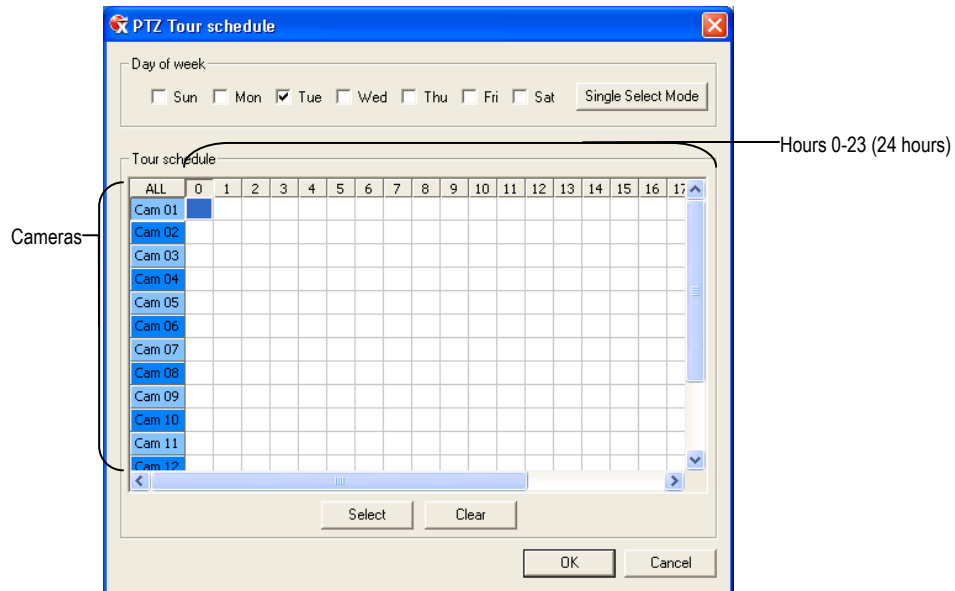 PTZ Tour schedule
Day of week
Sun Mon Tue Wed Thu Fri Sat Single Select Mode
Hours 0-23 (24 hours)
Tour schedule
ALL 0 1 2 3 4 5 6 7 8 9 10 11 12 13 14 15 16 17
Cam 01
Cameras
Cam 02
Cam 03
Cam 04
Cam 05
Cam 06
Cam 07
Cam 08
Cam 09
Cam 10
Cam 11
Cam 12
Select Clear
OK Cancel